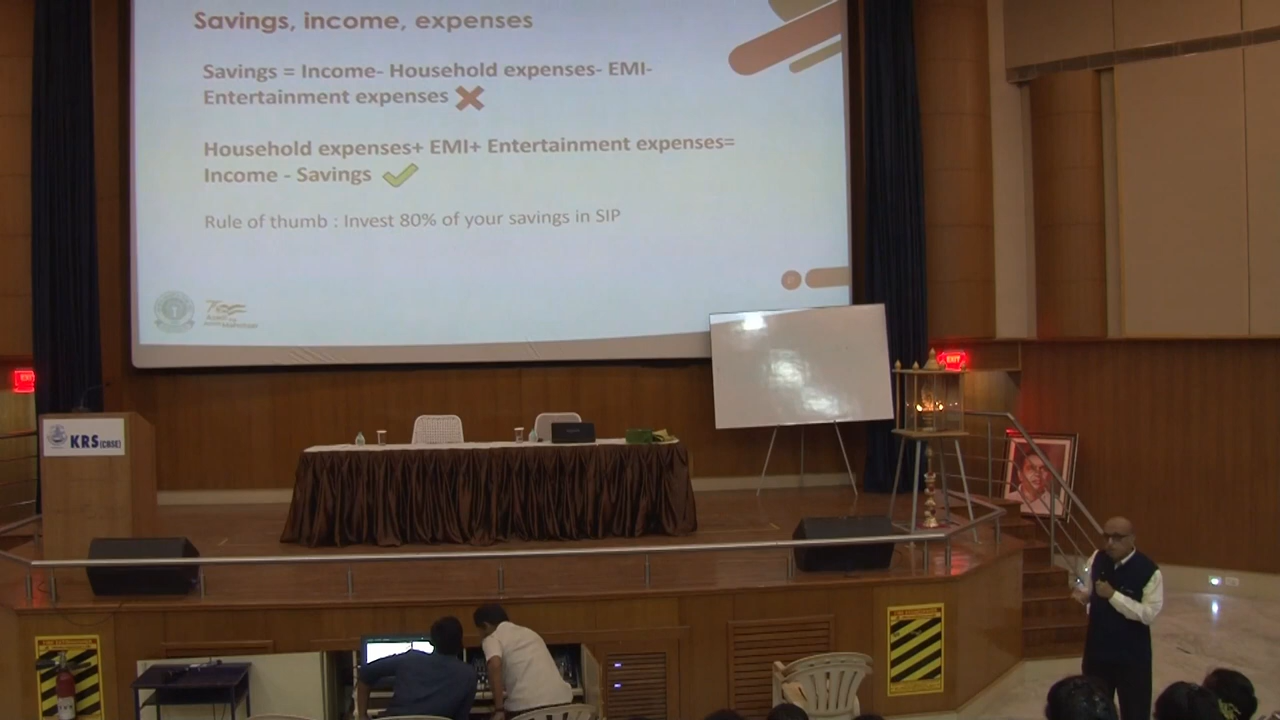 Savings, income, expenses
Savings = Income- Household expenses- EMI-
Entertainment expenses
Household expenses+ EMI+ Entertainment expenses=
Income - Savings
Rule of thumb : Invest 80% of your savings in SIP
KRS (CBSE)
EXIT